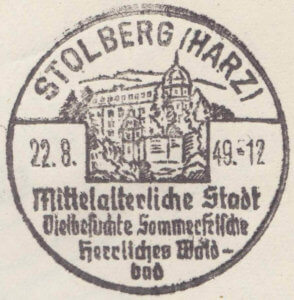 STOLBERG (HARZ)
22.8. 49.-12
Mittelalterliche Stadt
Vielbesuchte Sommerfrische
Herrliches Wald-
bad